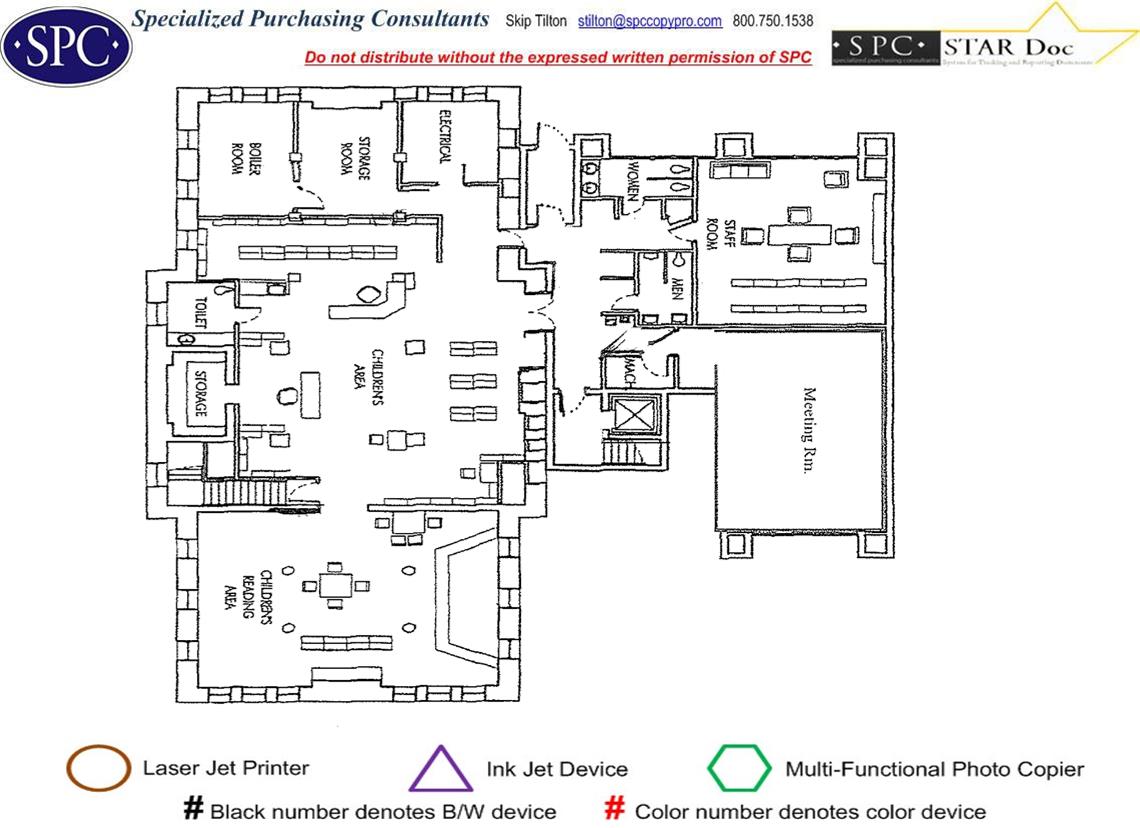 Specialized Purchasing Consultants Skip Tilton stilton@spccopypro.com 800.750.1538
·SPC·
Do not distribute without the expressed written permission of SPC
·SPC· STAR Doc
specialized purchasing consultants System for Tracking and Reporting Documents
BOILER
ROOM
STORAGE
ROOM
ELECTRICAL
WOMEN
STAFF
ROOM
MEN
TOILET
STORAGE
CHILDREN'S
AREA
MACH
Meeting Rm.
CHILDREN'S
READING
AREA
Laser Jet Printer
Ink Jet Device
Multi-Functional Photo Copier
# Black number denotes B/W device
# Color number denotes color device